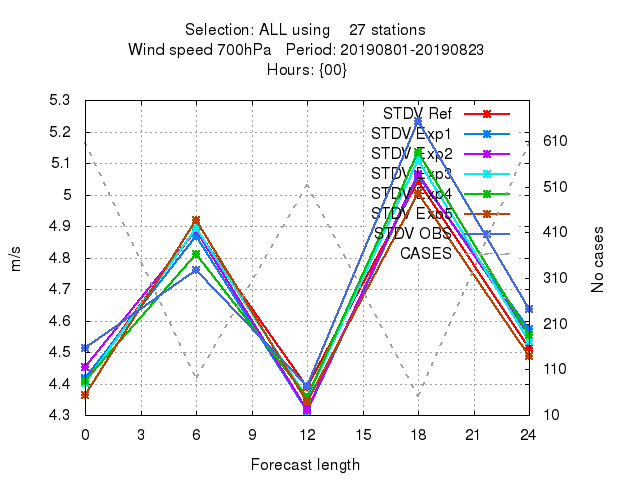 Selection: ALL using 27 stations
Wind speed 700hPa Period: 20190801-20190823
Hours: {00}
5.3
5.2
5.1
5
4.9
4.8
4.7
4.6
4.5
4.4
4.3
m/s
STDV Ref
STDV Exp1
STDV Exp2
STDV Exp3
STDV Exp4
STDV Exp5
STDV OBS
CASES
610
510
410
310
210
110
10
No cases
0 3 6 9 12 15 18 21 24
Forecast length